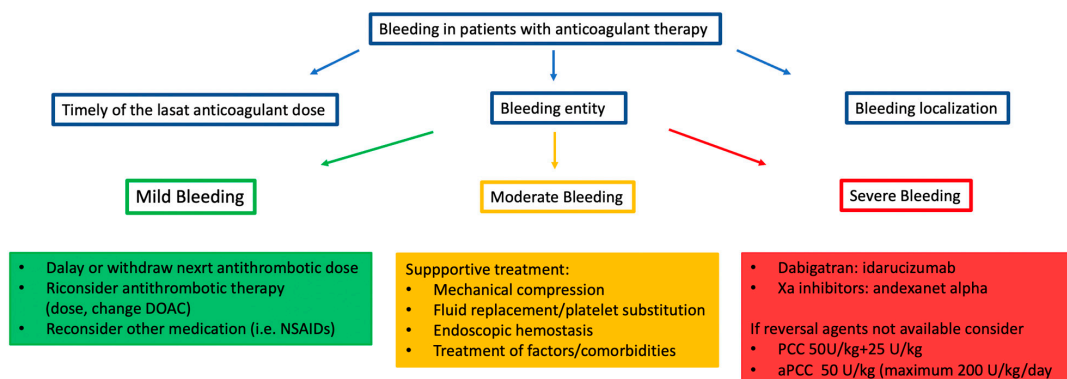 Bleeding in patients with anticoagulant therapy
Timely of the lasat anticoagulant dose
Bleeding entity
Bleeding localization
Mild Bleeding
Moderate Bleeding
Severe Bleeding
• Dalay or withdraw nexrt antithrombotic dose
• Riconsider antithrombotic therapy
(dose, change DOAC)
• Reconsider other medication (i.e. NSAIDs)
Suppportive treatment:
• Mechanical compression
• Fluid replacement/platelet substitution
• Endoscopic hemostasis
• Treatment of factors/comorbidities
• Dabigatran: idarucizumab
• Xa inhibitors: andexanet alpha
If reversal agents not available consider
• PCC 50U/kg+25 U/kg
• aPCC 50 U/kg (maximum 200 U/kg/day